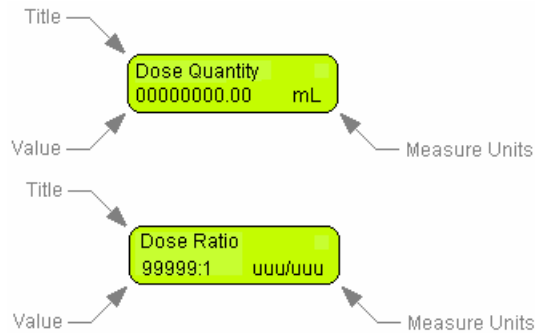 Title
Dose Quantity
00000000.00 mL
Value
Measure Units
Title
Dose Ratio
99999:1 uuu/uuu
Value
Measure Units